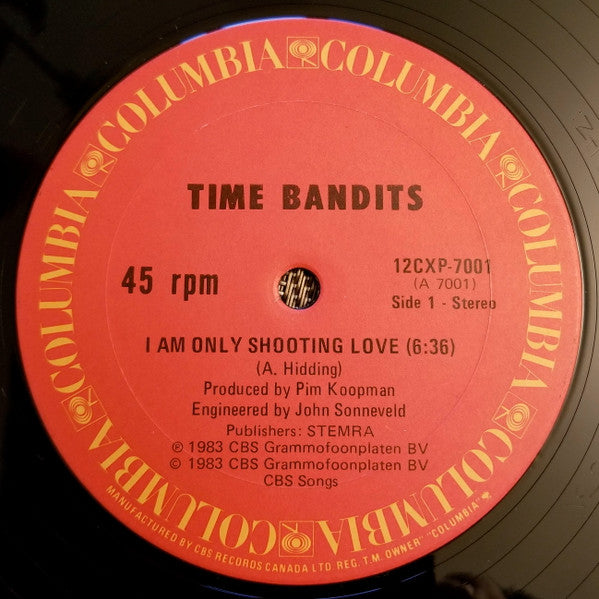 COLUMBIA COLUMBIA COLUMBIA COLUMBIA COLUMBIA COLUMBIA COLUMBIA COLUMBIA
TIME BANDITS
45 rpm
12CXP-7001
(A 7001)
Side 1 - Stereo
I AM ONLY SHOOTING LOVE (6:36)
(A. Hidding)
Produced by Pim Koopman
Engineered by John Sonneveld
Publishers: STEMRA
℗ 1983 CBS Grammofoonplaten BV
© 1983 CBS Grammofoonplaten BV
CBS Songs
MANUFACTURED BY CBS RECORDS CANADA LTD REG. T.M. OWNER "COLUMBIA"